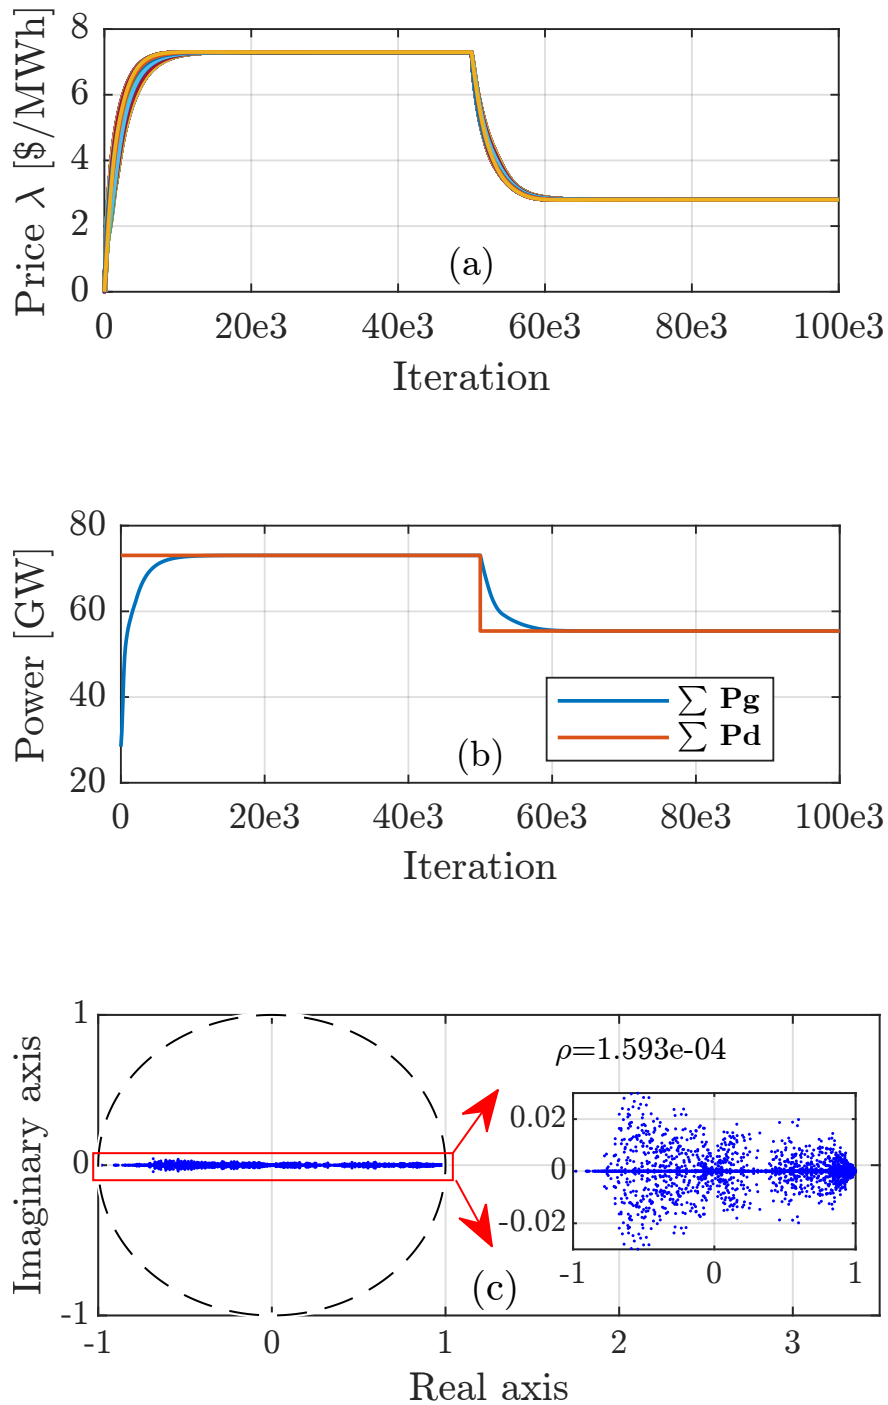 8
6
4
2
0
Price λ [$/MWh]
(a)
0 20e3 40e3 60e3 80e3 100e3
Iteration
80
60
40
20
Power [GW]
∑ Pg
∑ Pd
(b)
0 20e3 40e3 60e3 80e3 100e3
Iteration
1
0
-1
Imaginary axis
ρ=1.593e-04
0.02
0
-0.02
-1 0 1
(c)
-1 0 1 2 3
Real axis